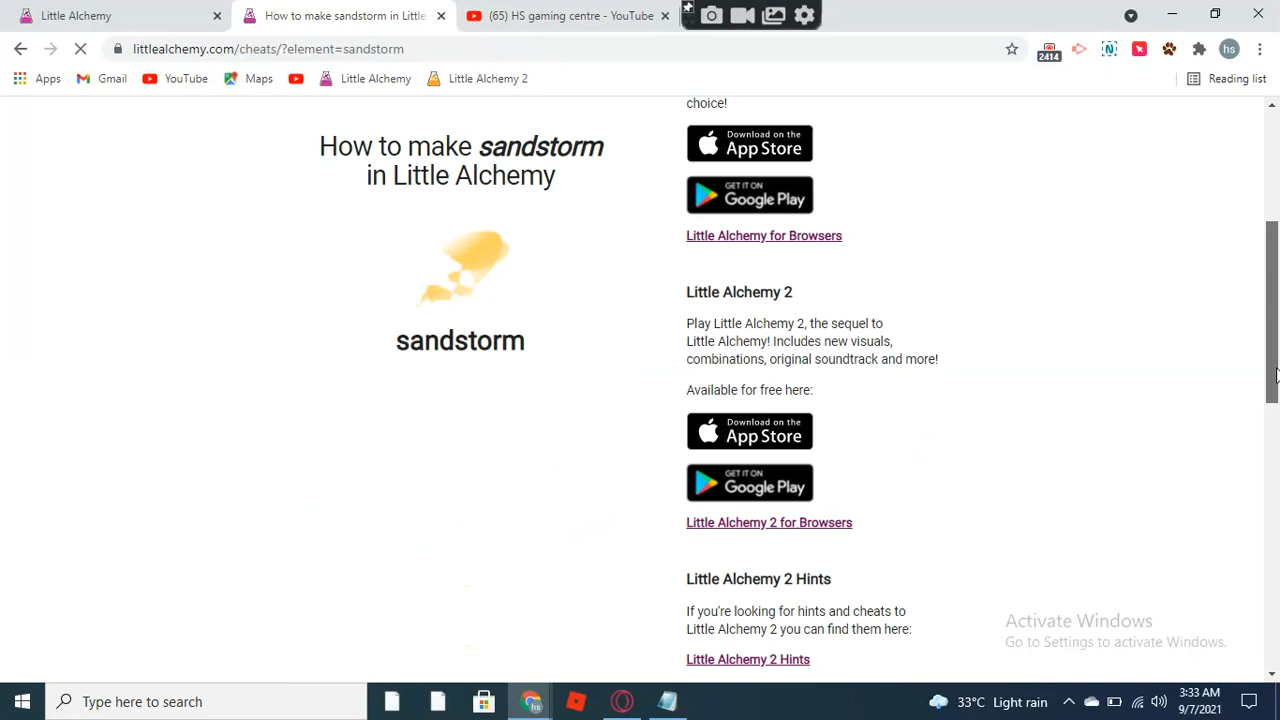 Little Alchemy
How to make sandstorm in Little
(65) HS gaming centre - YouTube
littlealchemy.com/cheats/?element=sandstorm
2414
hs
Apps
Gmail
YouTube
Maps
Little Alchemy
Little Alchemy 2
Reading list
How to make sandstorm
in Little Alchemy
sandstorm
choice!
Download on the
App Store
GET IT ON
Google Play
Little Alchemy for Browsers
Little Alchemy 2
Play Little Alchemy 2, the sequel to
Little Alchemy! Includes new visuals,
combinations, original soundtrack and more!
Available for free here:
Download on the
App Store
GET IT ON
Google Play
Little Alchemy 2 for Browsers
Little Alchemy 2 Hints
If you're looking for hints and cheats to
Little Alchemy 2 you can find them here:
Little Alchemy 2 Hints
Activate Windows
Go to Settings to activate Windows.
Type here to search
33°C Light rain
3:33 AM
9/7/2021